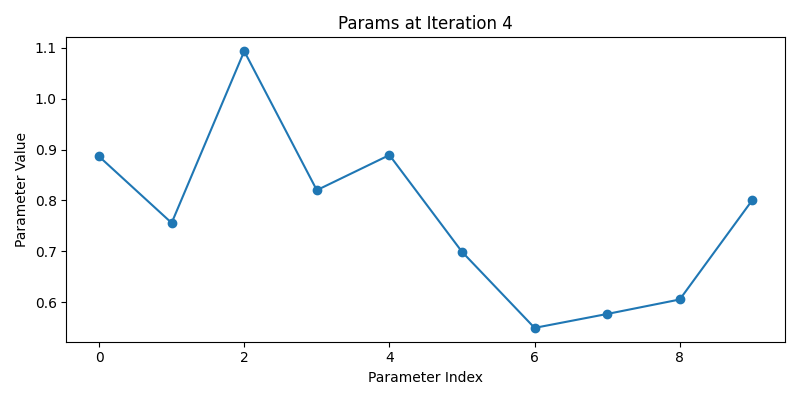 Params at Iteration 4
Parameter Value
1.1
1.0
0.9
0.8
0.7
0.6
0 2 4 6 8
Parameter Index